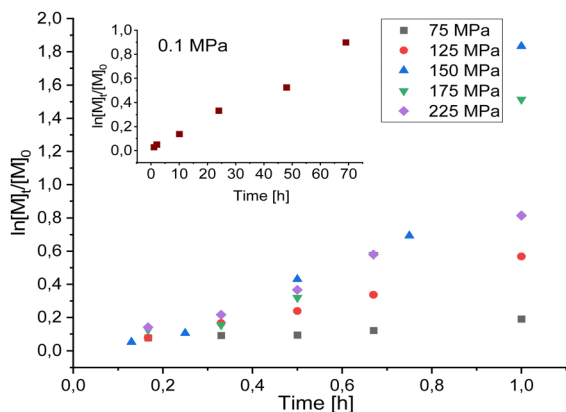 2,0
1,8
1,6
1,4
1,2
1,0
0,8
0,6
0,4
0,2
0,0
ln[M]t/[M]0
0,0 0,2 0,4 0,6 0,8 1,0
Time [h]
0.1 MPa
1,0
0,8
0,6
0,4
0,2
0,0
ln[M]t/[M]0
0 10 20 30 40 50 60 70 80
Time [h]
75 MPa
125 MPa
150 MPa
175 MPa
225 MPa